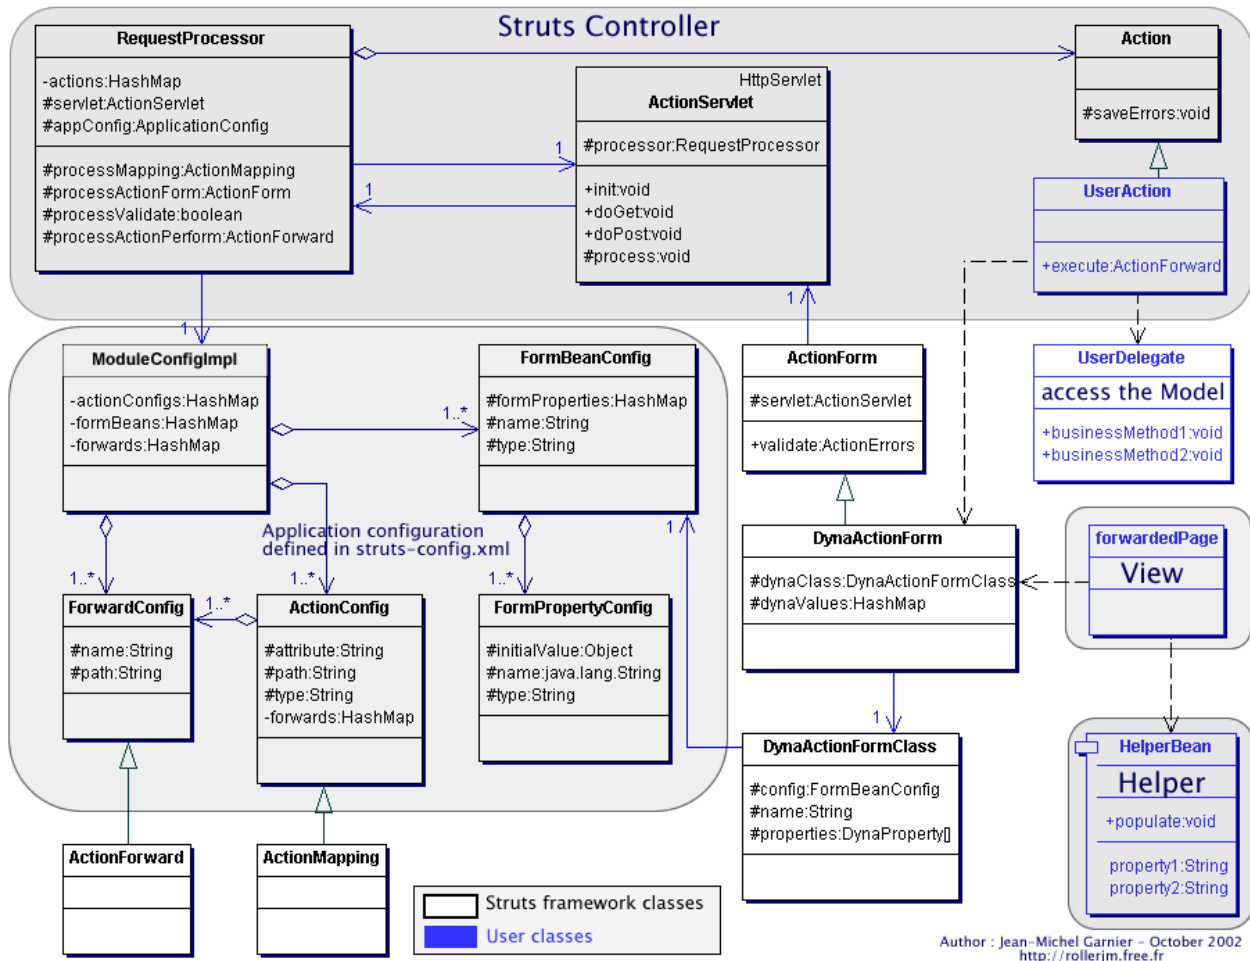 Struts Controller
RequestProcessor
-actions:HashMap
#servlet:ActionServlet
#appConfig:ApplicationConfig
#processMapping:ActionMapping
#processActionForm:ActionForm
#processValidate:boolean
#processActionPerform:ActionForward
HttpServlet
ActionServlet
#processor:RequestProcessor
+init:void
+doGet:void
+doPost:void
#process:void
Action
#saveErrors:void
UserAction
+execute:ActionForward
1
1
1
1
ModuleConfigImpl
-actionConfigs:HashMap
-formBeans:HashMap
-forwards:HashMap
1..*
FormBeanConfig
#formProperties:HashMap
#name:String
#type:String
ActionForm
#servlet:ActionServlet
+validate:ActionErrors
UserDelegate
access the Model
+businessMethod1:void
+businessMethod2:void
Application configuration
defined in struts-config.xml
1
1..*
1..*
1..*
1..*
ForwardConfig
#name:String
#path:String
ActionConfig
#attribute:String
#path:String
#type:String
-forwards:HashMap
FormPropertyConfig
#initialValue:Object
#name:java.lang.String
#type:String
DynaActionForm
#dynaClass:DynaActionFormClass
#dynaValues:HashMap
forwardedPage
View
1
DynaActionFormClass
#config:FormBeanConfig
#name:String
#properties:DynaProperty[]
HelperBean
Helper
+populate:void
property1:String
property2:String
ActionForward
ActionMapping
Struts framework classes
User classes
Author : Jean-Michel Garnier - October 2002
http://rollerjm.free.fr